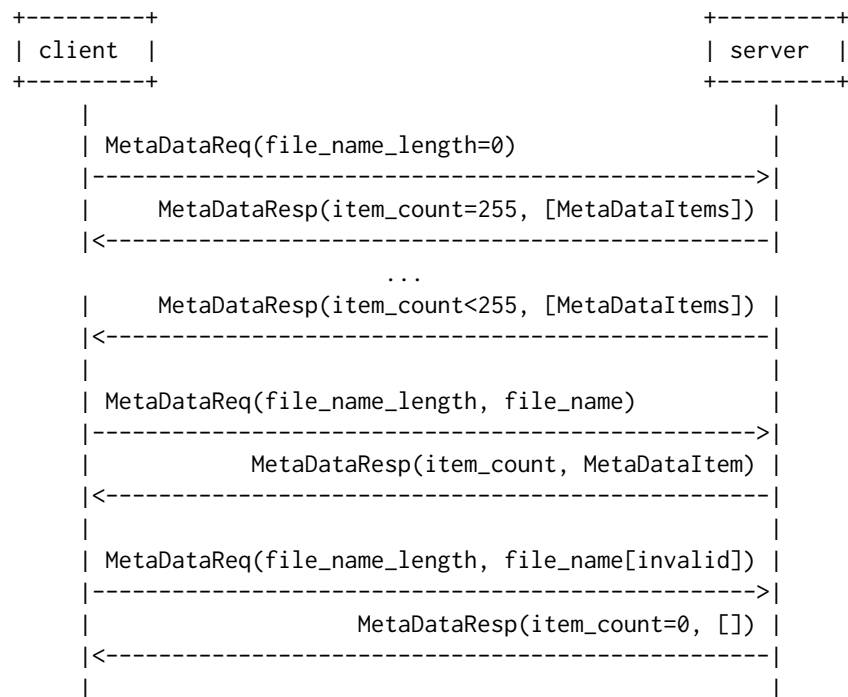 client
server
MetaDataReq(file_name_length=0)
MetaDataResp(item_count=255, [MetaDataItems])
...
MetaDataResp(item_count<255, [MetaDataItems])
MetaDataReq(file_name_length, file_name)
MetaDataResp(item_count, MetaDataItem)
MetaDataReq(file_name_length, file_name[invalid])
MetaDataResp(item_count=0, [])